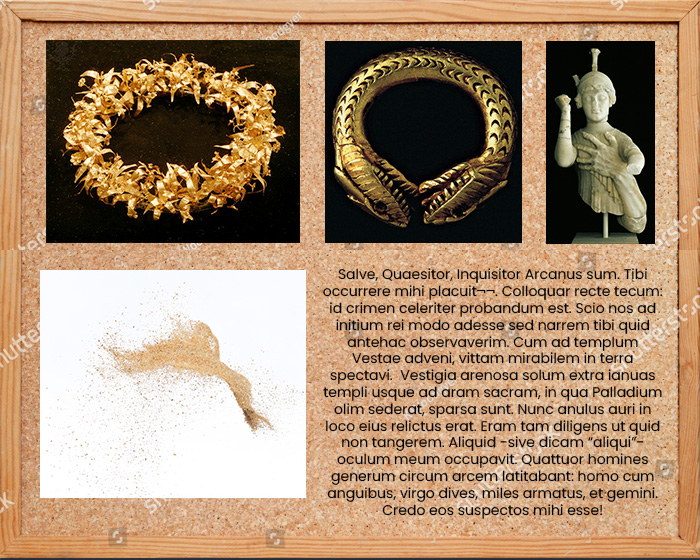 Salve, Quaesitor, Inquisitor Arcanus sum. Tibi
occurrere mihi placuit¬¬. Colloquar recte tecum:
id crimen celeriter probandum est. Scio nos ad
initium rei modo adesse sed narrem tibi quid
antehac observaverim. Cum ad templum
Vestae adveni, vittam mirabilem in terra
spectavi. Vestigia arenosa solum extra ianuas
templi usque ad aram sacram, in qua Palladium
olim sederat, sparsa sunt. Nunc anulus auri in
loco eius relictus erat. Eram tam diligens ut quid
non tangerem. Aliquid -sive dicam “aliqui”-
oculum meum occupavit. Quattuor homines
generum circum arcem latitabant: homo cum
anguibus, virgo dives, miles armatus, et gemini.
Credo eos suspectos mihi esse!